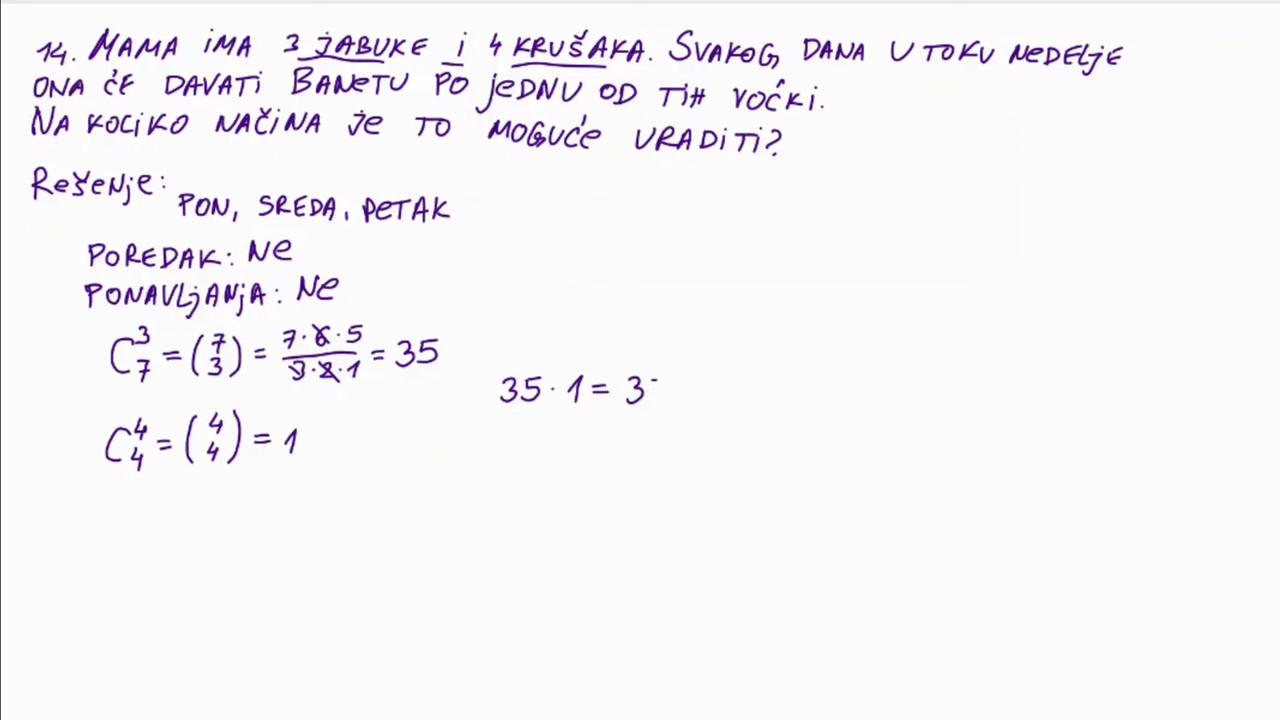 14. MAMA IMA 3 JABUKE I 4 KRUŠAKA. SVAKOG DANA U TOKU NEDELJE
ONA ĆE DAVATI BANETU PO JEDNU OD TIH VOĆKI.
NA KOLIKO NAČINA JE TO MOGUĆE URADITI?
REŠENJE:
PON, SREDA, PETAK
POREDAK: NE
PONAVLJANJA: NE
C₇³ = (7 3) = 7·6·5 / 3·2·1 = 35
35 · 1 = 3
C₄⁴ = (4 4) = 1